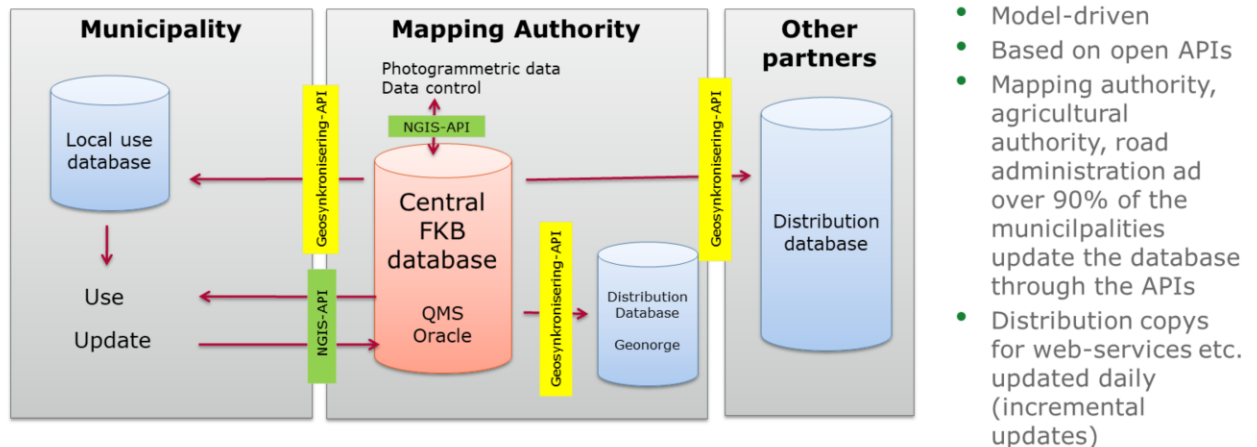 Municipality
Local use
database
Use
Update
Geosynkronisering-API
NGIS-API
Mapping Authority
Photogrammetric data
Data control
NGIS-API
Central
FKB
database
QMS
Oracle
Geosynkronisering-API
Distribution
Database
Geonorge
Geosynkronisering-API
Other
partners
Distribution
database
• Model-driven
• Based on open APIs
• Mapping authority,
agricultural
authority, road
administration ad
over 90% of the
municilpalities
update the database
through the APIs
• Distribution copys
for web-services etc.
updated daily
(incremental
updates)